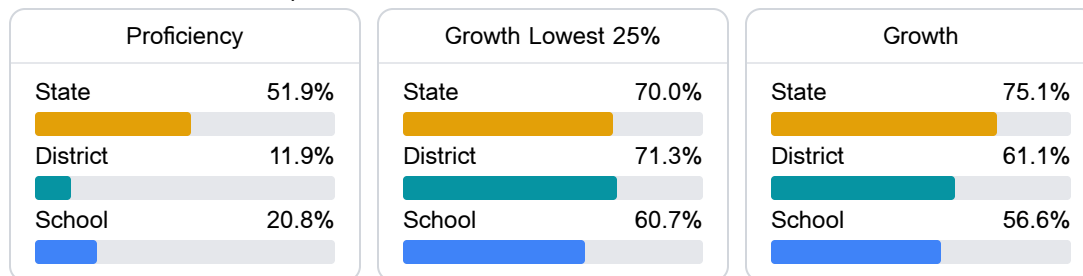 Proficiency
State 51.9%
District 11.9%
School 20.8%
Growth Lowest 25%
State 70.0%
District 71.3%
School 60.7%
Growth
State 75.1%
District 61.1%
School 56.6%